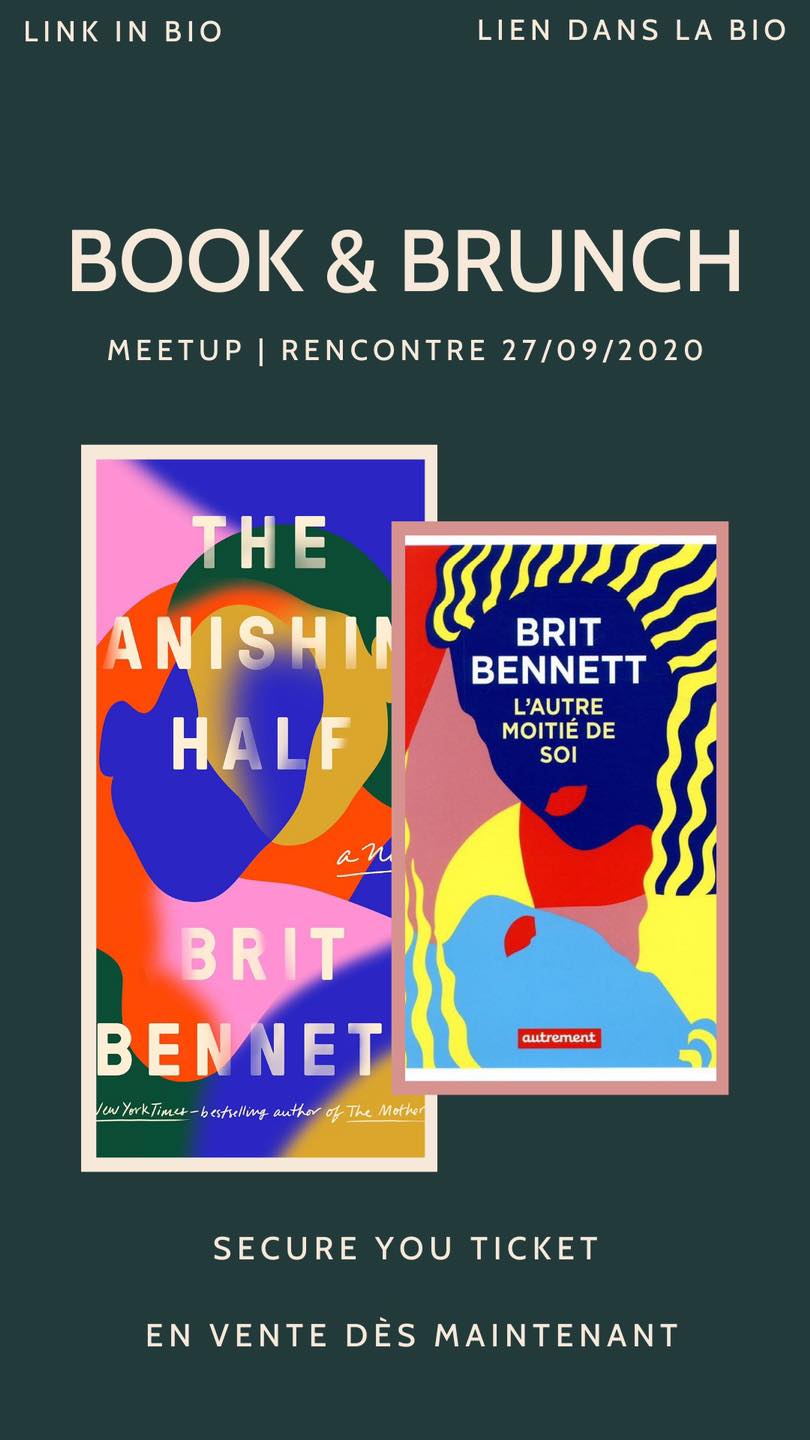 LINK IN BIO
LIEN DANS LA BIO
BOOK & BRUNCH
MEETUP | RENCONTRE 27/09/2020
THE
ANISHIN
HALF
a N
BRIT
BENNET
New York Times-bestselling author of The Mother
BRIT
BENNETT
L'AUTRE
MOITIÉ DE
SOI
autrement
SECURE YOU TICKET
EN VENTE DÈS MAINTENANT